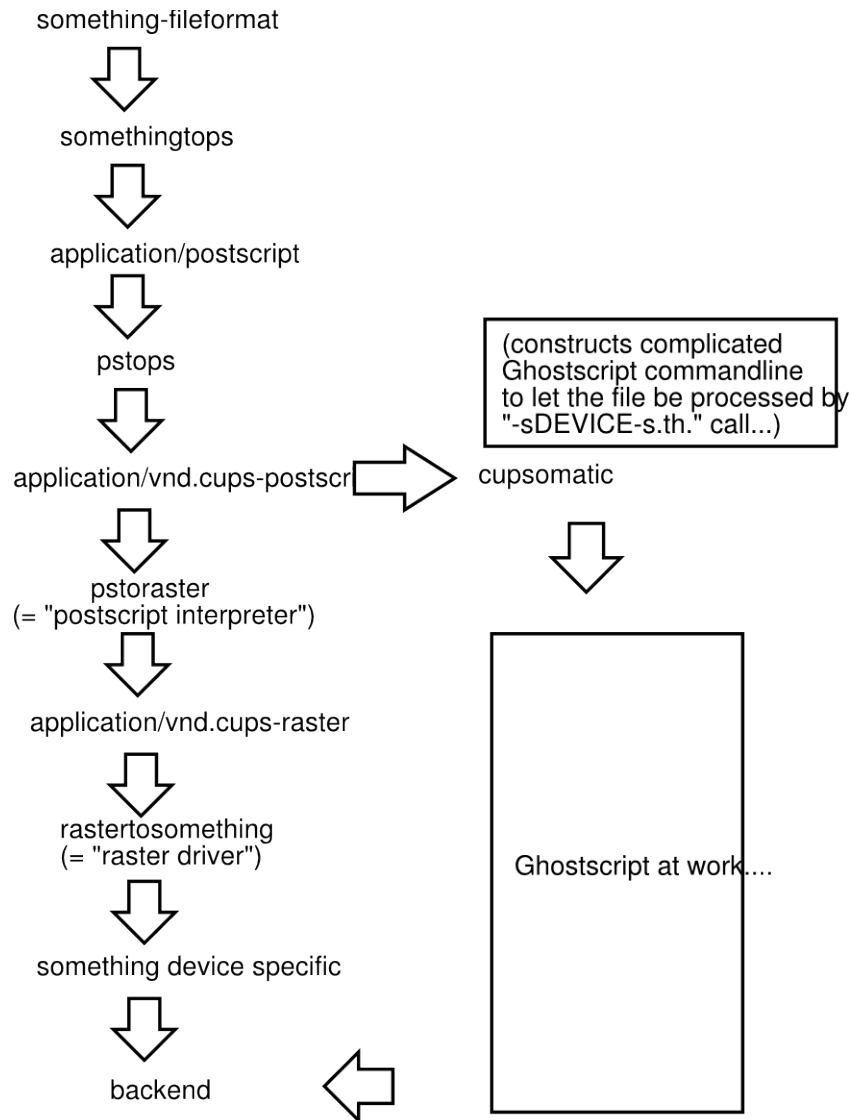 something-fileformat
somethingtops
application/postscript
pstops
(constructs complicated
Ghostscript commandline
to let the file be processed by
"-sDEVICE-s.th." call...)
application/vnd.cups-postscr
cupsomatic
pstoraster
(= "postscript interpreter")
application/vnd.cups-raster
rastertosomething
(= "raster driver")
Ghostscript at work....
something device specific
backend